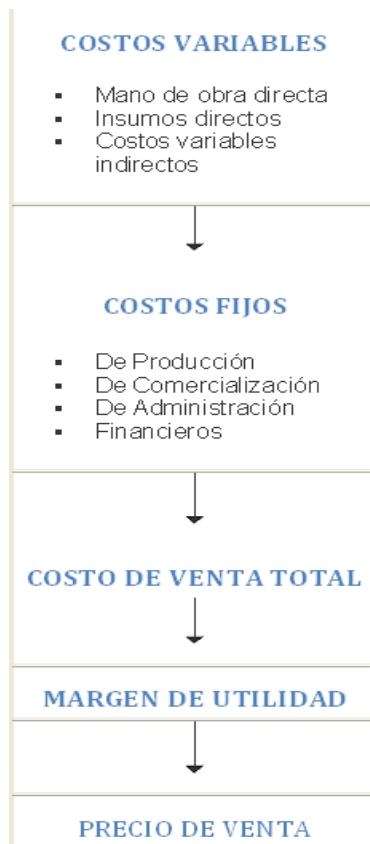 COSTOS VARIABLES
▪ Mano de obra directa
▪ Insumos directos
▪ Costos variables
indirectos
COSTOS FIJOS
▪ De Producción
▪ De Comercialización
▪ De Administración
▪ Financieros
COSTO DE VENTA TOTAL
MARGEN DE UTILIDAD
PRECIO DE VENTA